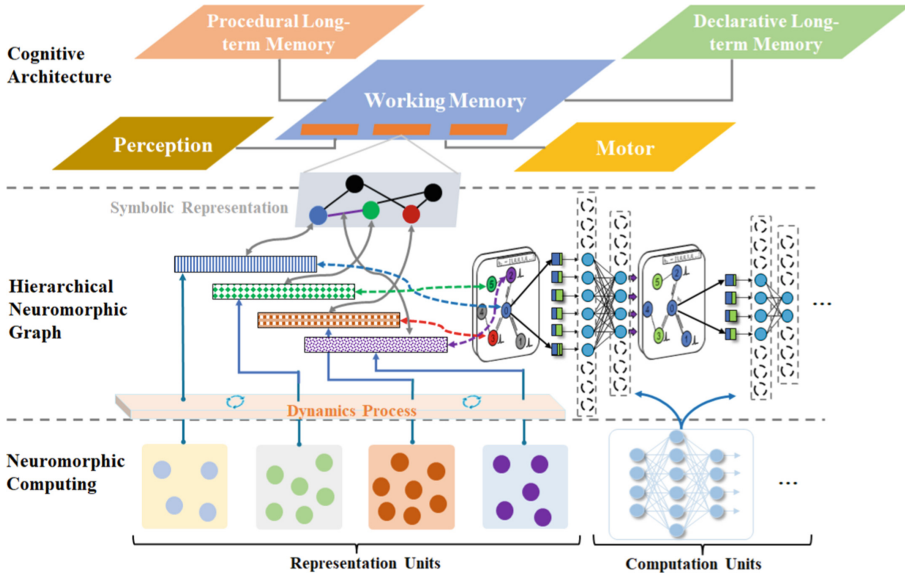 Procedural Long-
term Memory
Declarative Long-
term Memory
Cognitive
Architecture
Working Memory
Perception
Motor
Symbolic Representation
Hierarchical
Neuromorphic
Graph
...
Dynamics Process
Neuromorphic
Computing
...
Representation Units
Computation Units